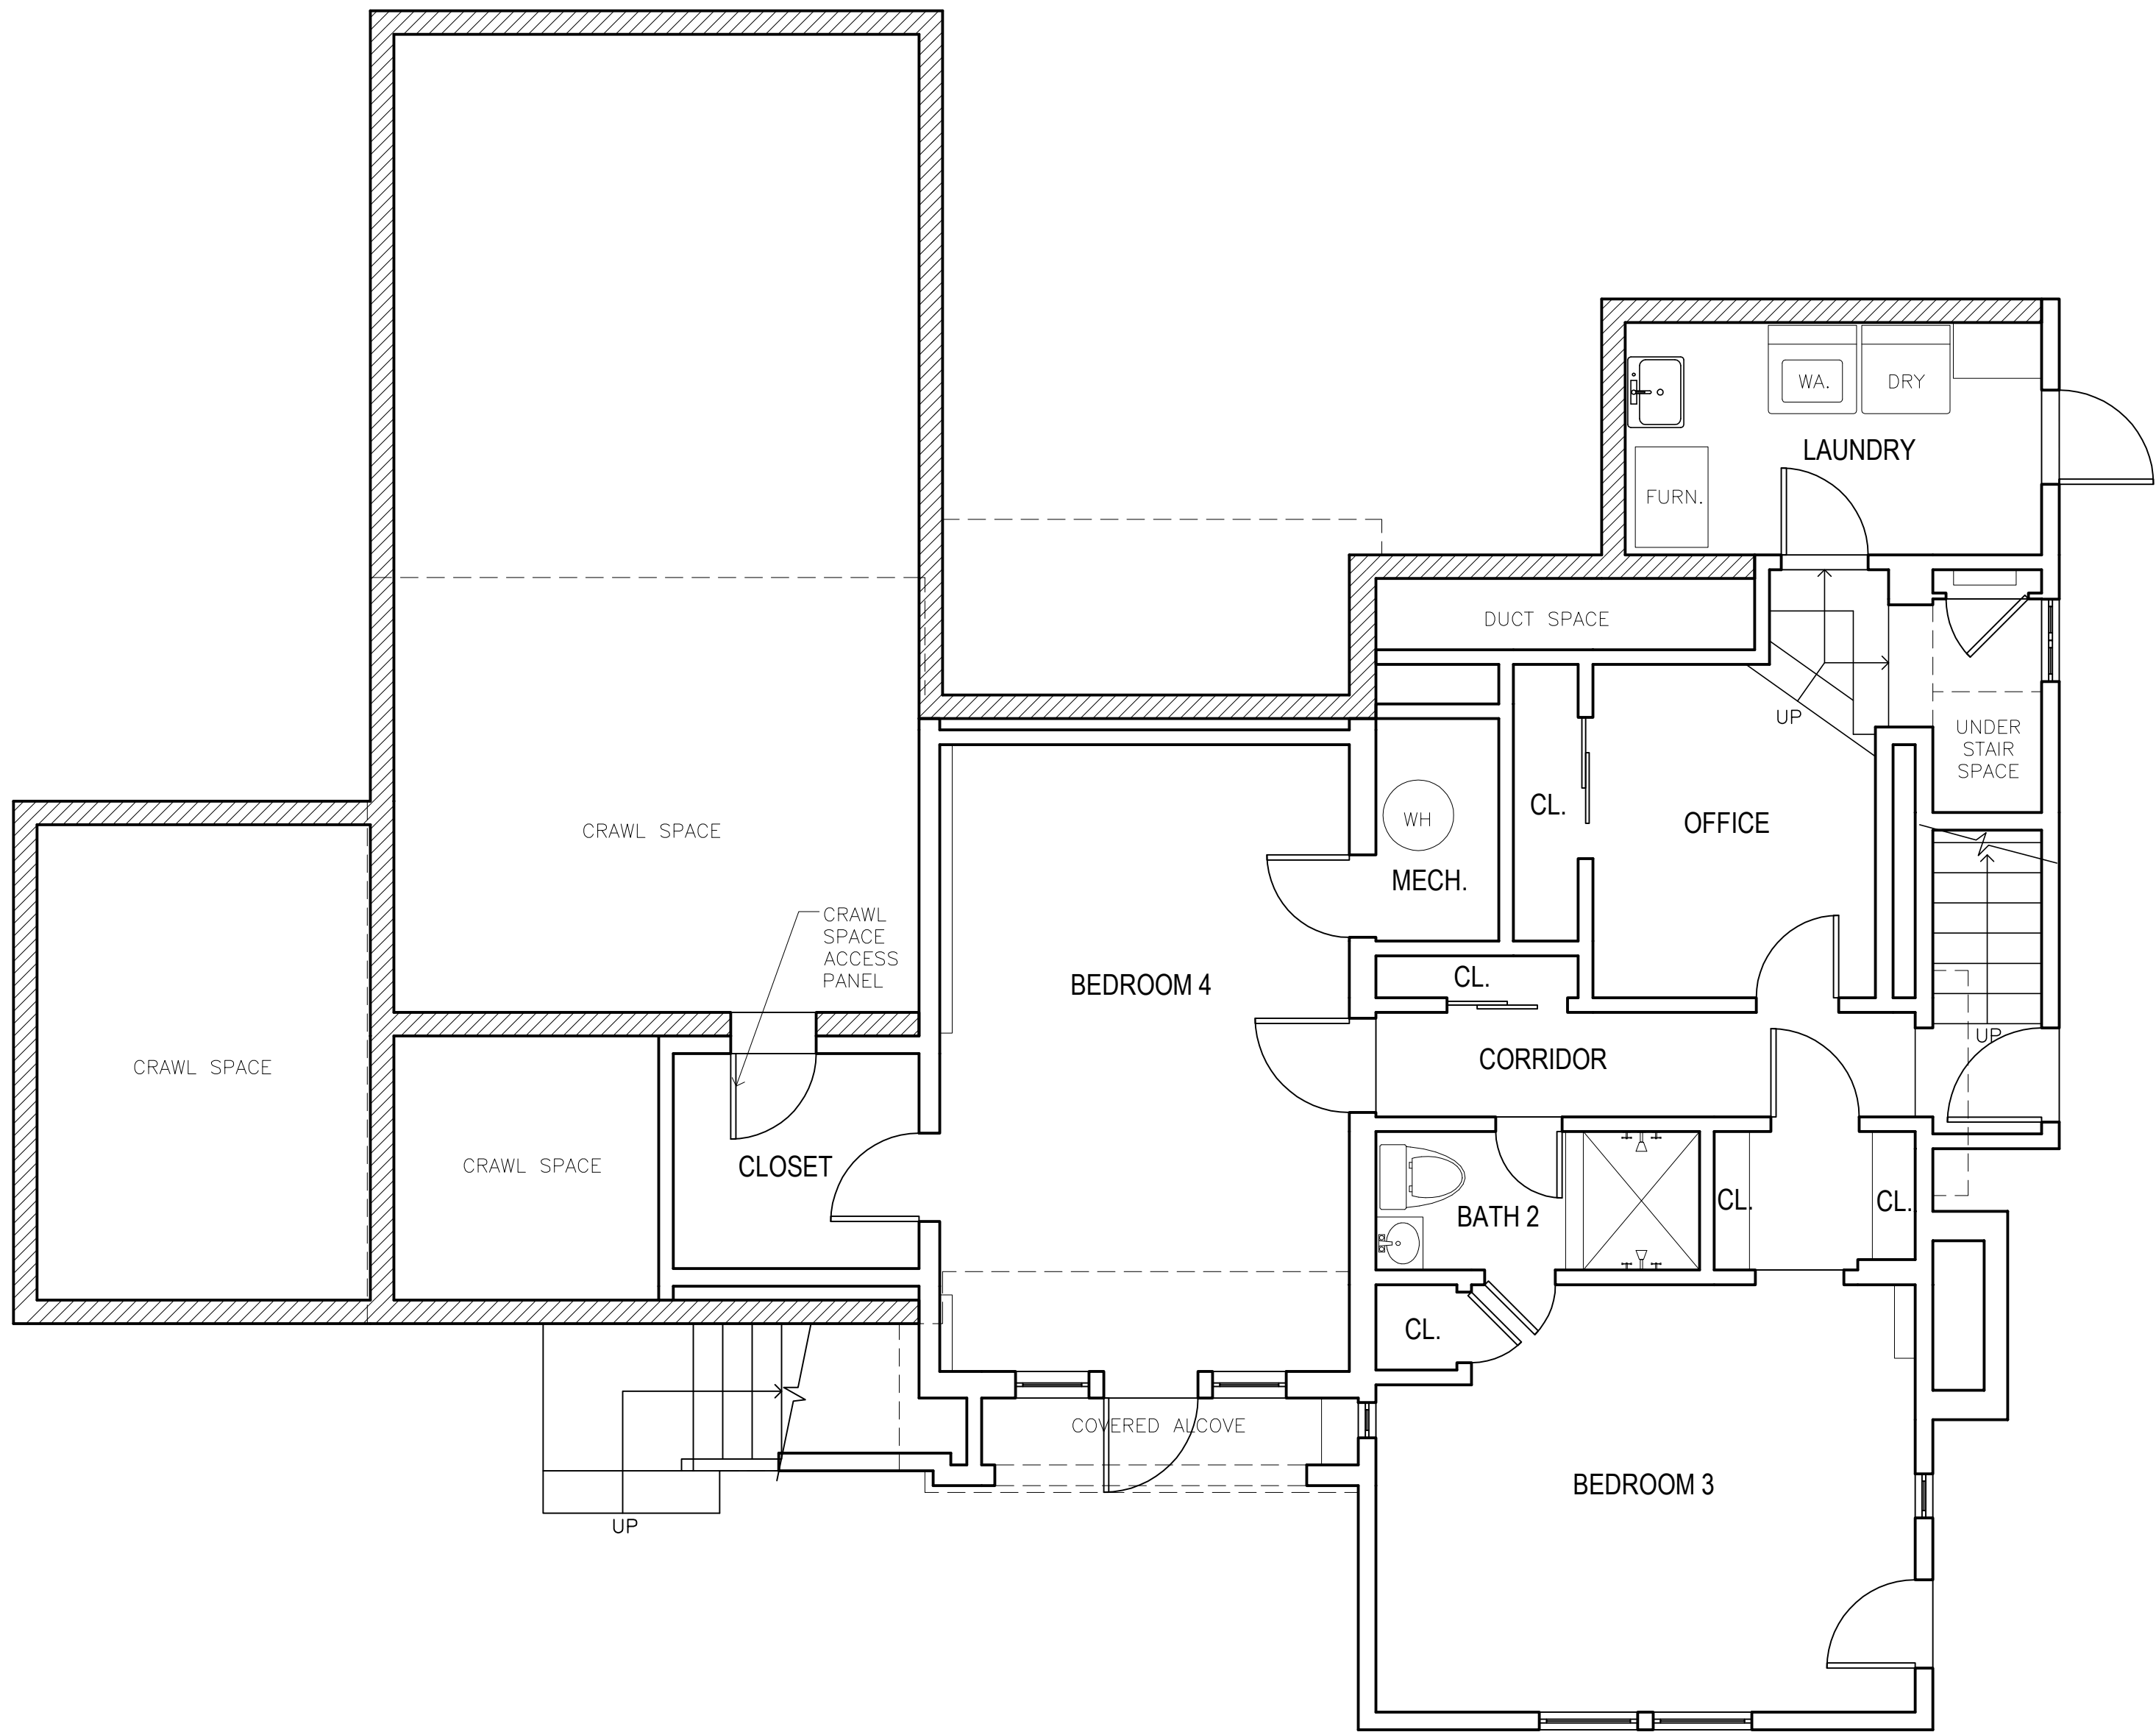 WA.
DRY
LAUNDRY
FURN.
DUCT SPACE
UP
UNDER
STAIR
SPACE
CL.
WH
OFFICE
CRAWL SPACE
MECH.
CRAWL
SPACE
ACCESS
PANEL
CL.
BEDROOM 4
UP
CORRIDOR
CRAWL SPACE
CRAWL SPACE
CLOSET
CL.
CL.
BATH 2
CL.
COVERED ALCOVE
BEDROOM 3
UP